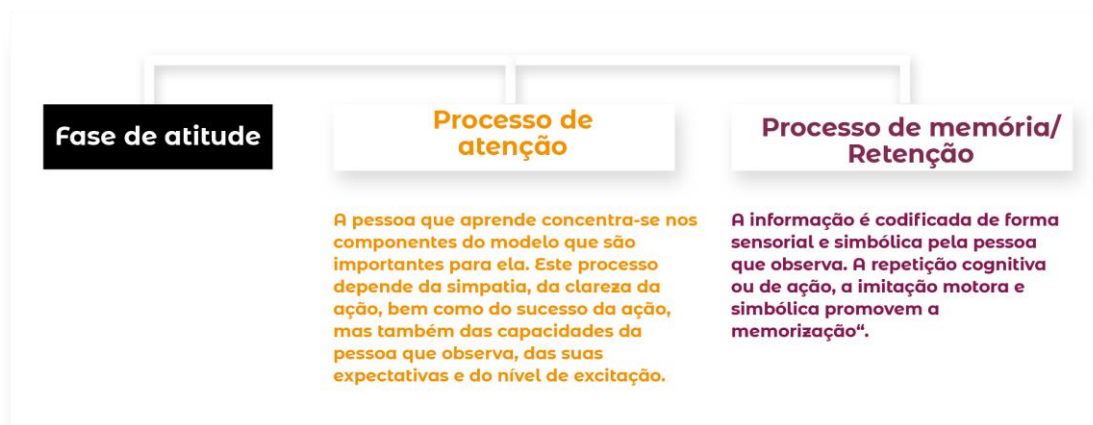 Fase de atitude
Processo de
atenção
Processo de memória/
Retenção
A pessoa que aprende concentra-se nos
componentes do modelo que são
importantes para ela. Este processo
depende da simpatia, da clareza da
ação, bem como do sucesso da ação,
mas também das capacidades da
pessoa que observa, das suas
expectativas e do nível de excitação.
A informação é codificada de forma
sensorial e simbólica pela pessoa
que observa. A repetição cognitiva
ou de ação, a imitação motora e
simbólica promovem a
memorização“.